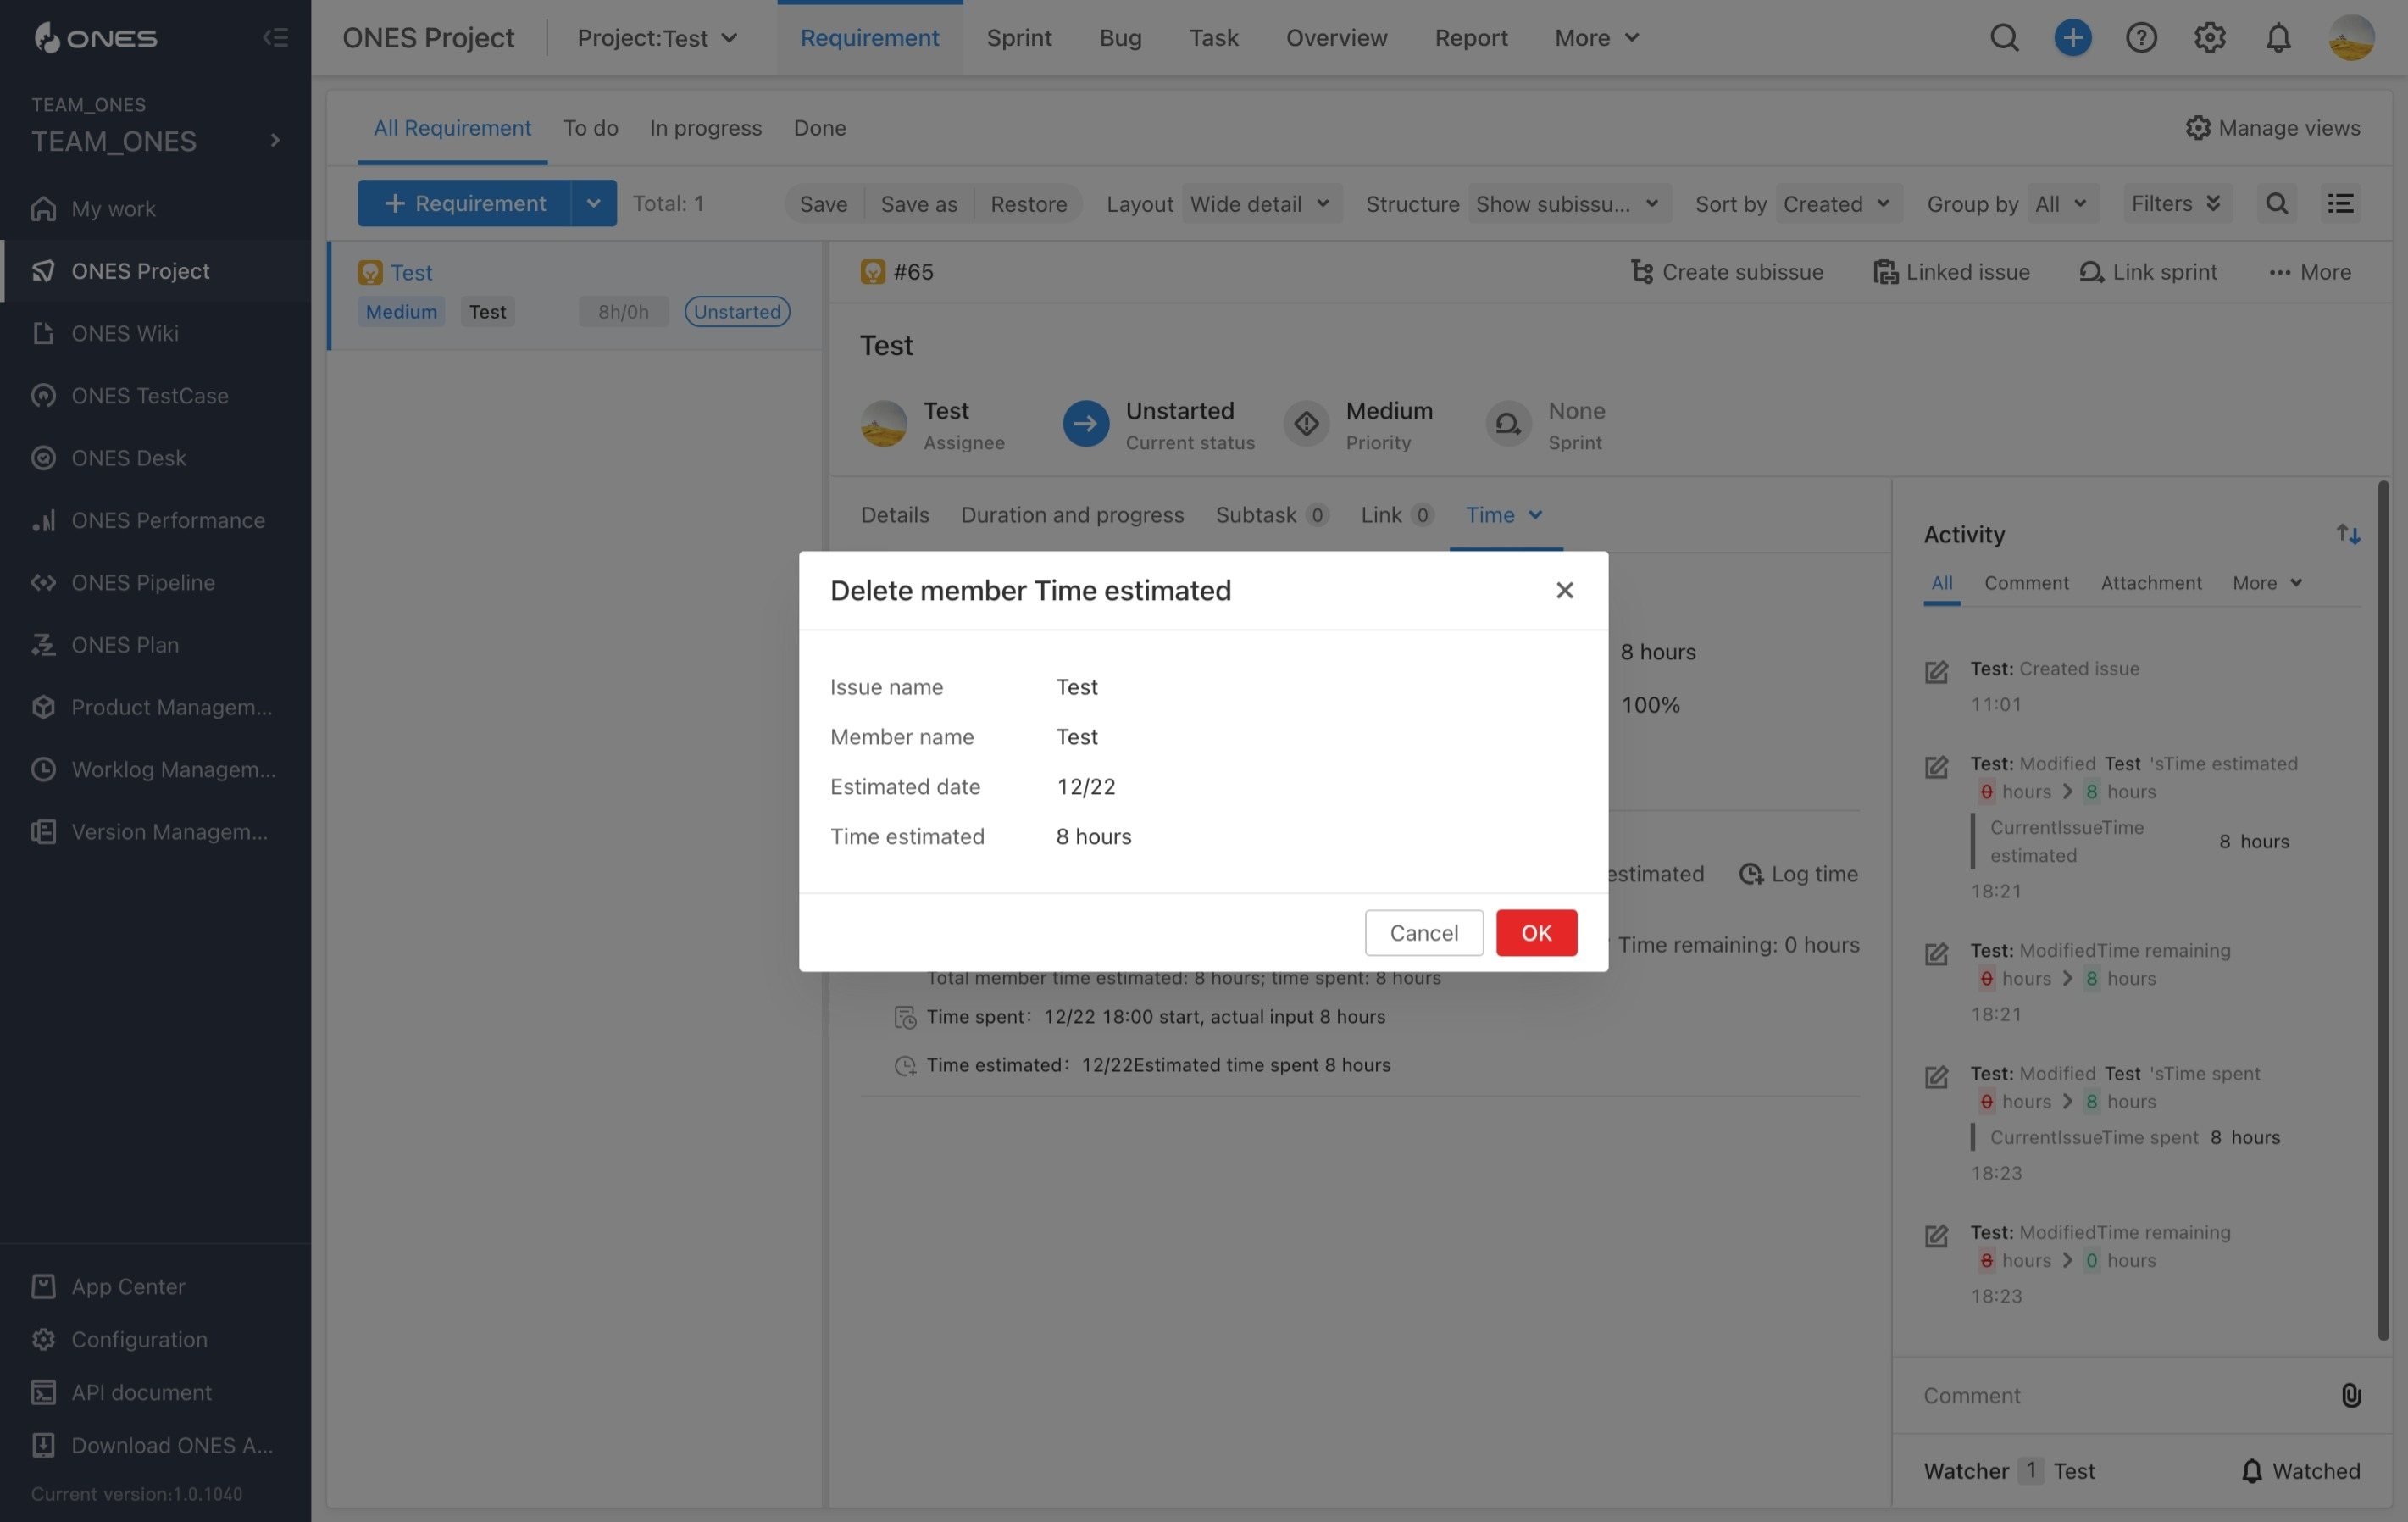 ONES
ONES Project
Project:Test
Requirement
Sprint
Bug
Task
Overview
Report
More
TEAM_ONES
TEAM_ONES
My work
ONES Project
ONES Wiki
ONES TestCase
ONES Desk
ONES Performance
ONES Pipeline
ONES Plan
Product Managem...
Worklog Managem...
Version Managem...
App Center
Configuration
API document
Download ONES A...
Current version:1.0.1040
All Requirement
To do
In progress
Done
Manage views
+ Requirement
Total: 1
Save
Save as
Restore
Layout
Wide detail
Structure
Show subissu...
Sort by
Created
Group by
All
Filters
Test
Medium
Test
8h/0h
Unstarted
#65
Create subissue
Linked issue
Link sprint
More
Test
Test
Assignee
Unstarted
Current status
Medium
Priority
None
Sprint
Details
Duration and progress
Subtask 0
Link 0
Time
8 hours
100%
estimated
Log time
Time remaining: 0 hours
Delete member Time estimated
Issue name Test
Member name Test
Estimated date 12/22
Time estimated 8 hours
Cancel
OK
Total member time estimated: 8 hours; time spent: 8 hours
Time spent: 12/22 18:00 start, actual input 8 hours
Time estimated: 12/22Estimated time spent 8 hours
Activity
All
Comment
Attachment
More
Test: Created issue
11:01
Test: Modified Test 'sTime estimated
0 hours > 8 hours
CurrentIssueTime
estimated
8 hours
18:21
Test: ModifiedTime remaining
0 hours > 8 hours
18:21
Test: Modified Test 'sTime spent
0 hours > 8 hours
CurrentIssueTime spent 8 hours
18:23
Test: ModifiedTime remaining
8 hours > 0 hours
18:23
Comment
Watcher 1 Test
Watched